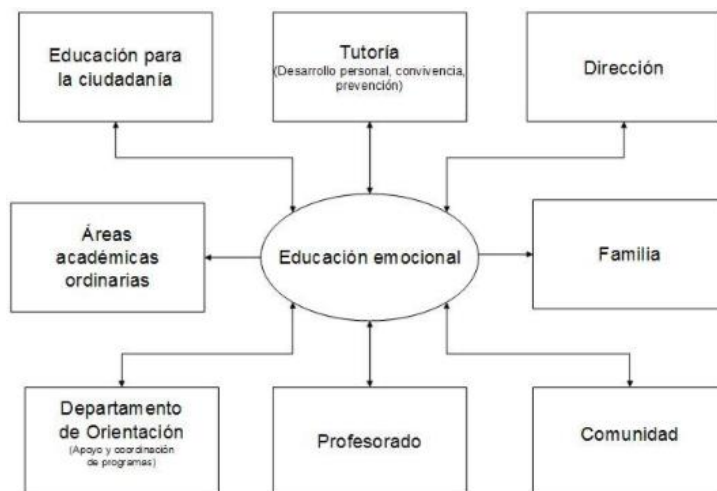 Educación para
la ciudadanía
Tutoría
(Desarrollo personal, convivencia,
prevención)
Dirección
Áreas
académicas
ordinarias
Educación emocional
Familia
Departamento
de Orientación
(Apoyo y coordinación
de programas)
Profesorado
Comunidad